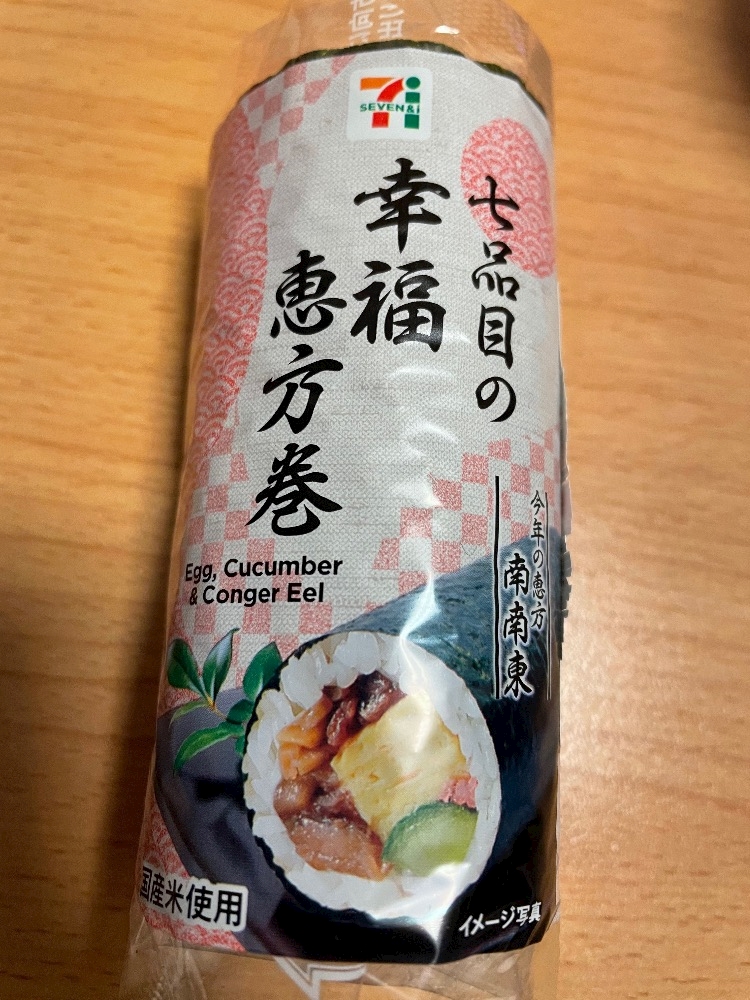 SEVEN&i
七品目の
幸福
恵方巻
Egg, Cucumber
& Conger Eel
今年の恵方
南南東
国産米使用
イメージ写真